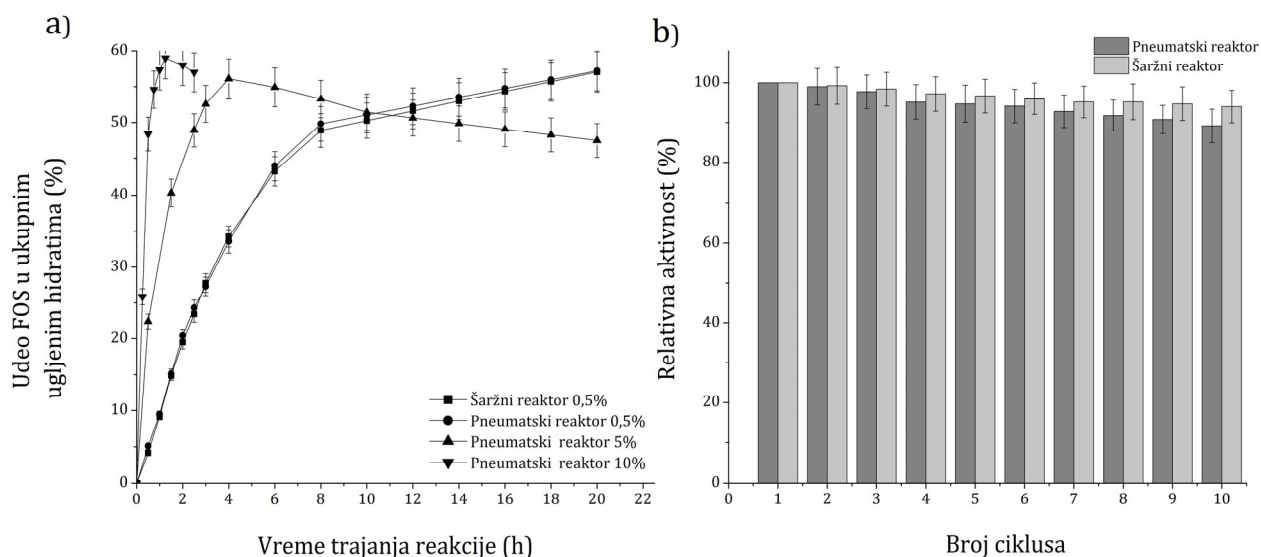 a)
60
50
40
30
20
10
0
0
2
4
6
8
10
12
14
16
18
20
22
Udeo FOS u ukupnim
ugljenim hidratima (%)
Vreme trajanja reakcije (h)
Šaržni reaktor 0,5%
Pneumatski reaktor 0,5%
Pneumatski reaktor 5%
Pneumatski reaktor 10%
b)
Pneumatski reaktor
Šaržni reaktor
100
80
60
40
20
0
0
1
2
3
4
5
6
7
8
9
10
Relativna aktivnost (%)
Broj ciklusa